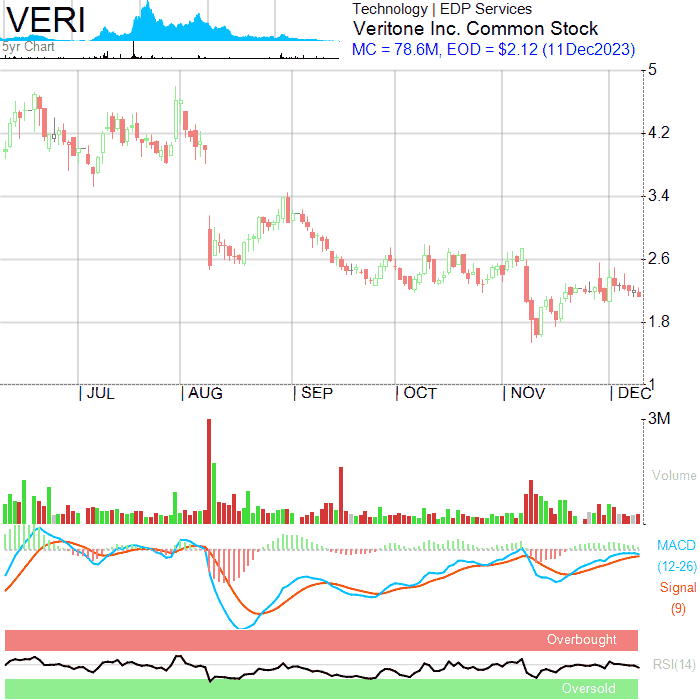 VERI
5yr Chart
Technology | EDP Services
Veritone Inc. Common Stock
MC = 78.6M, EOD = $2.12 (11Dec2023)
5
4.2
3.4
2.6
1.8
1
| JUL | AUG | SEP | OCT | NOV | DEC
3M
Volume
MACD
(12-26)
Signal
(9)
Overbought
RSI(14)
Oversold